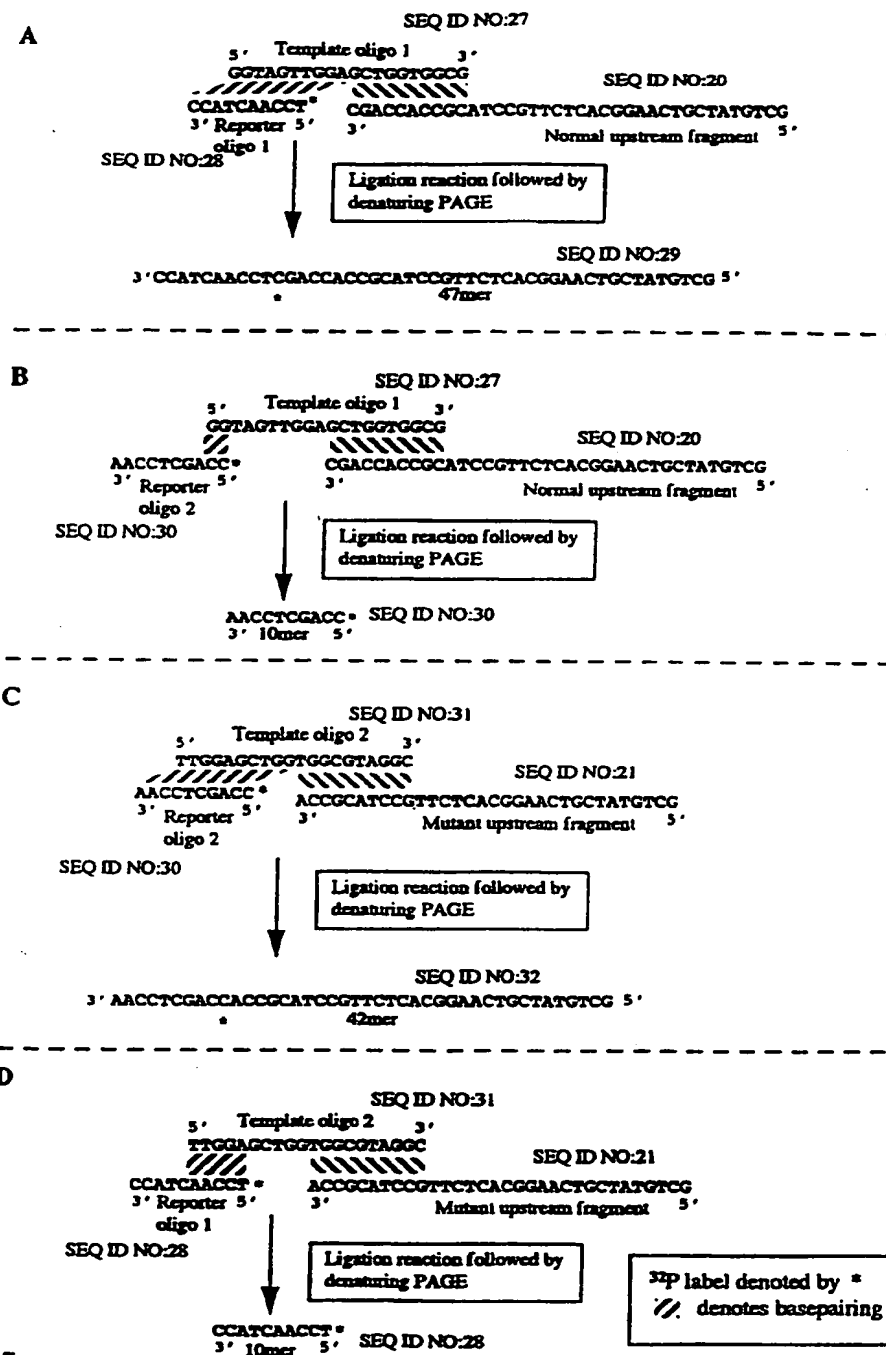 A
SEQ ID NO:27
5' Template oligo 1 3'
GGTAGTTGGAGCTGGTGGCG
SEQ ID NO:20
CCATCAACCT* CGACCACCGCATCCGTTCTCACGGAACTGCTATGTCG
3' Reporter 5' 3' Normal upstream fragment 5'
oligo 1
SEQ ID NO:28
Ligation reaction followed by
denaturing PAGE
SEQ ID NO:29
3'CCATCAACCTCGACCACCGCATCCGTTCTCACGGAACTGCTATGTCG 5'
* 47mer
B
SEQ ID NO:27
5' Template oligo 1 3'
GGTAGTTGGAGCTGGTGGCG
SEQ ID NO:20
AACCTCGACC* CGACCACCGCATCCGTTCTCACGGAACTGCTATGTCG
3' Reporter 5' 3' Normal upstream fragment 5'
oligo 2
SEQ ID NO:30
Ligation reaction followed by
denaturing PAGE
AACCTCGACC* SEQ ID NO:30
3' 10mer 5'
C
SEQ ID NO:31
5' Template oligo 2 3'
TTGGAGCTGGTGGCGTAGGC
SEQ ID NO:21
AACCTCGACC* ACCGCATCCGTTCTCACGGAACTGCTATGTCG
3' Reporter 5' 3' Mutant upstream fragment 5'
oligo 2
SEQ ID NO:30
Ligation reaction followed by
denaturing PAGE
SEQ ID NO:32
3' AACCTCGACCACCGCATCCGTTCTCACGGAACTGCTATGTCG 5'
* 42mer
D
SEQ ID NO:31
5' Template oligo 2 3'
TTGGAGCTGGTGGCGTAGGC
SEQ ID NO:21
CCATCAACCT* ACCGCATCCGTTCTCACGGAACTGCTATGTCG
3' Reporter 5' 3' Mutant upstream fragment 5'
oligo 1
SEQ ID NO:28
Ligation reaction followed by
denaturing PAGE
³²P label denoted by *
denotes basepairing
CCATCAACCT* SEQ ID NO:28
3' 10mer 5'